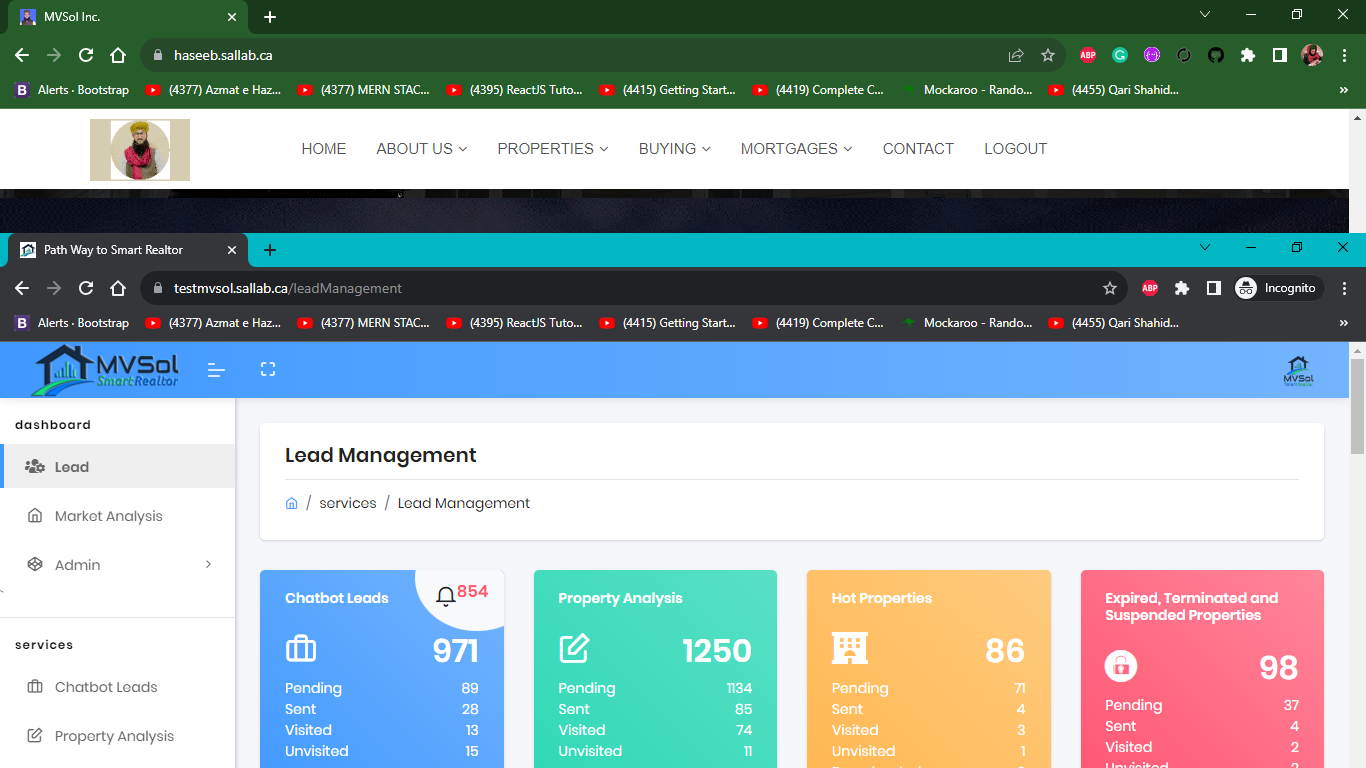 MVSol Inc.
haseeb.sallab.ca
ABP
B Alerts · Bootstrap (4377) Azmat e Haz... (4377) MERN STAC... (4395) ReactJS Tuto... (4415) Getting Start... (4419) Complete C... Mockaroo - Rando... (4455) Qari Shahid... »
HOME ABOUT US PROPERTIES BUYING MORTGAGES CONTACT LOGOUT
Path Way to Smart Realtor
testmvsol.sallab.ca/leadManagement ABP Incognito
B Alerts · Bootstrap (4377) Azmat e Haz... (4377) MERN STAC... (4395) ReactJS Tuto... (4415) Getting Start... (4419) Complete C... Mockaroo - Rando... (4455) Qari Shahid... »
MVSol
SmartRealtor
MVSol
dashboard
Lead
Market Analysis
Admin
services
Chatbot Leads
Property Analysis
Lead Management
/ services / Lead Management
Chatbot Leads 854
971
Pending 89
Sent 28
Visited 13
Unvisited 15
Property Analysis
1250
Pending 1134
Sent 85
Visited 74
Unvisited 11
Hot Properties
86
Pending 71
Sent 4
Visited 3
Unvisited 1
Expired, Terminated and
Suspended Properties
98
Pending 37
Sent 4
Visited 2
Unvisited 2